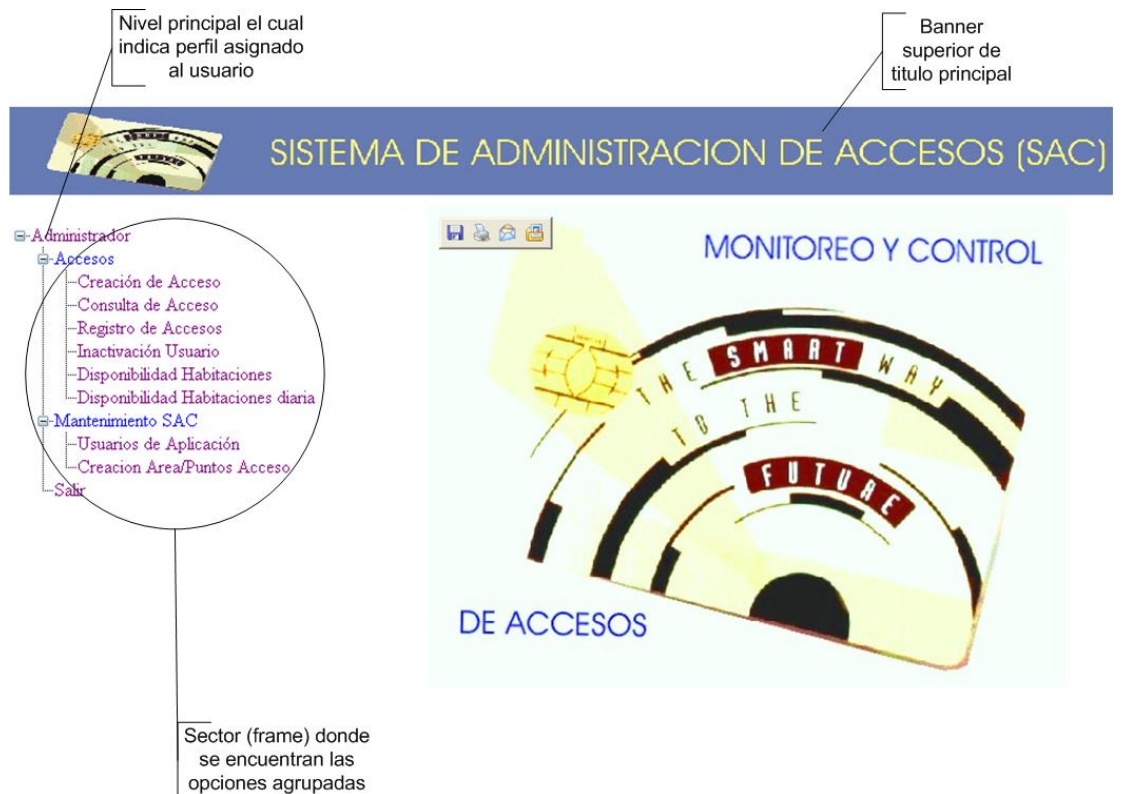 Nivel principal el cual
indica perfil asignado
al usuario
Banner
superior de
titulo principal
SISTEMA DE ADMINISTRACION DE ACCESOS (SAC)
Administrador
Accesos
Creación de Acceso
Consulta de Acceso
Registro de Accesos
Inactivación Usuario
Disponibilidad Habitaciones
Disponibilidad Habitaciones diaria
Mantenimiento SAC
Usuarios de Aplicación
Creacion Area/Puntos Acceso
Salir
MONITOREO Y CONTROL
THE SMART WAY
TO THE
FUTURE
DE ACCESOS
Sector (frame) donde
se encuentran las
opciones agrupadas